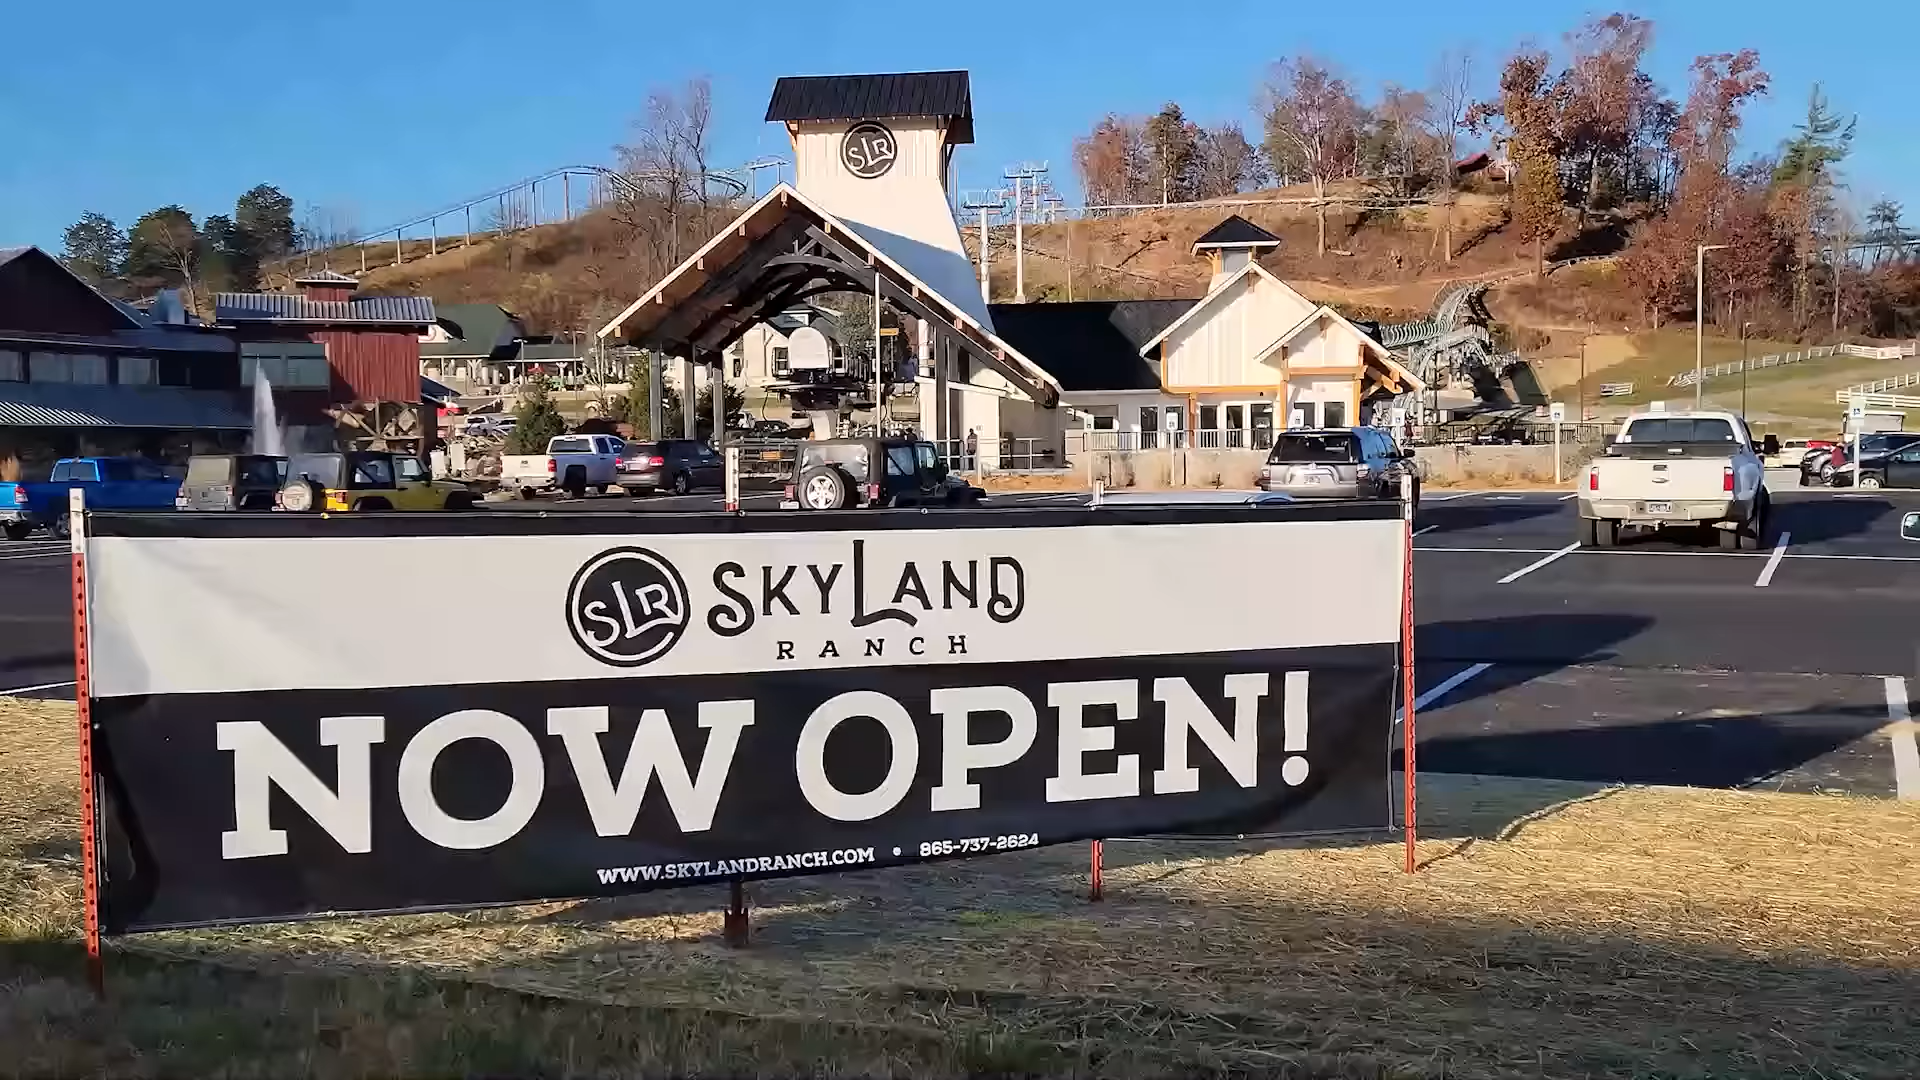 SLR
SLR SKYLAND
RANCH
NOW OPEN!
WWW.SKYLANDRANCH.COM • 865-737-2624